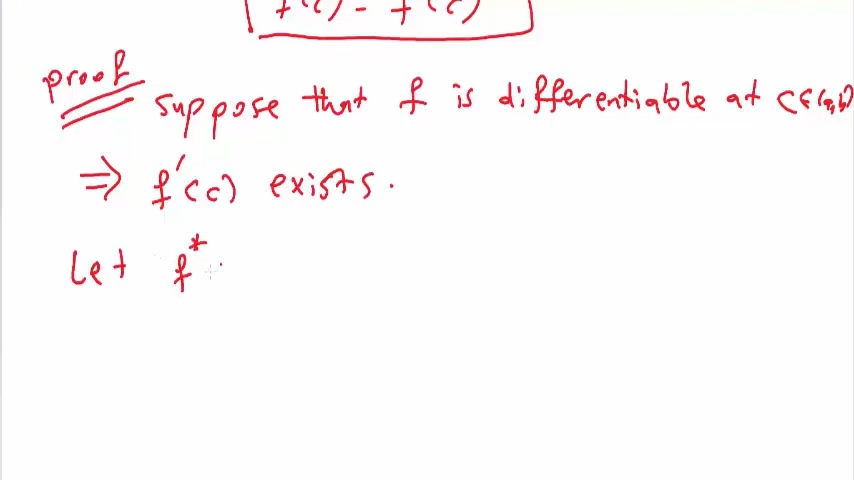 f(c) = f(c)
proof
suppose that f is differentiable at c ∈ (a,b)
⇒ f'(c) exists.
Let f*